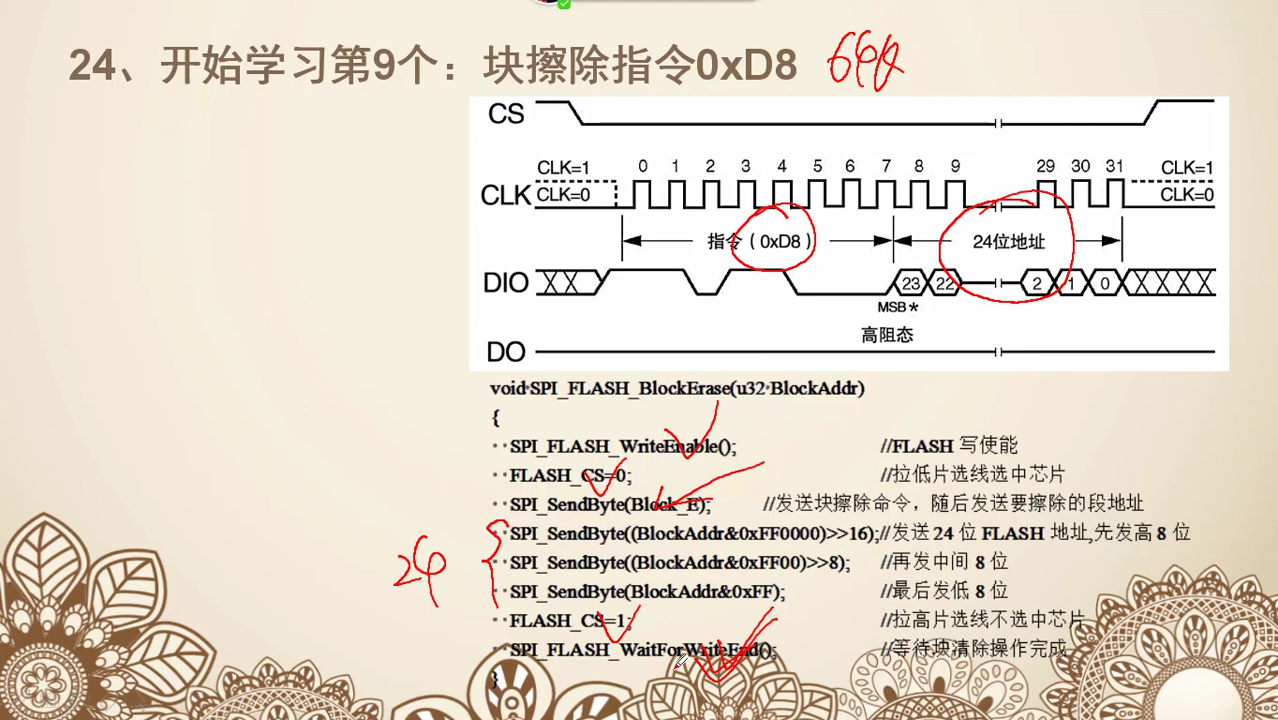 24、开始学习第9个：块擦除指令0xD8
CS
0 1 2 3 4 5 6 7 8 9 29 30 31
CLK=1 CLK=1
CLK
CLK=0 CLK=0
指令（0xD8） 24位地址
DIO 23 22 2 1 0
MSB*
高阻态
DO
void SPI_FLASH_BlockErase(u32 BlockAddr)
{
SPI_FLASH_WriteEnable(); //FLASH 写使能
FLASH_CS=0; //拉低片选线选中芯片
SPI_SendByte(Block_E); //发送块擦除命令，随后发送要擦除的段地址
SPI_SendByte((BlockAddr&0xFF0000)>>16);//发送 24 位 FLASH 地址,先发高 8 位
24
SPI_SendByte((BlockAddr&0xFF00)>>8); //再发中间 8 位
SPI_SendByte(BlockAddr&0xFF); //最后发低 8 位
FLASH_CS=1; //拉高片选线不选中芯片
SPI_FLASH_WaitForWriteEnd(); //等待块清除操作完成
}